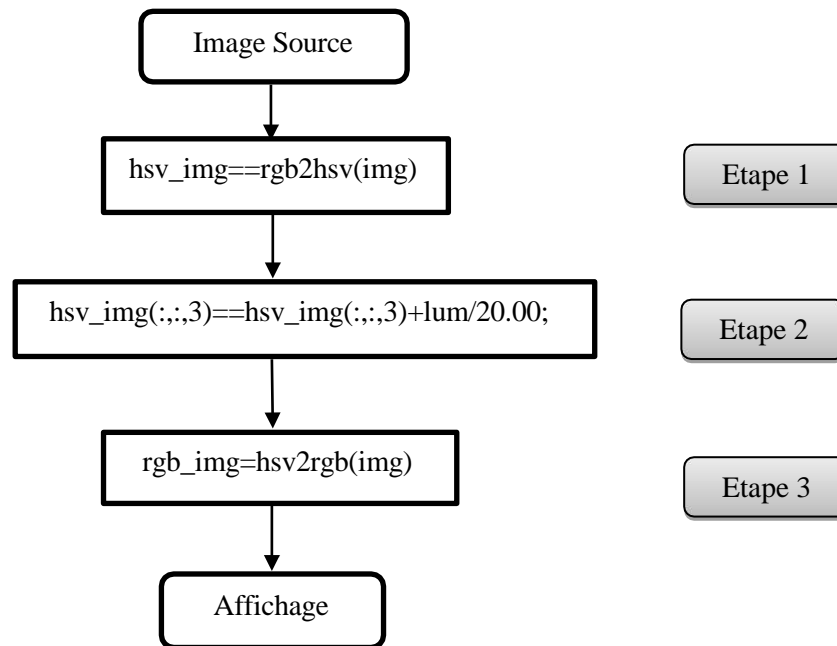 Image Source
hsv_img==rgb2hsv(img)
Etape 1
hsv_img(:,:,3)==hsv_img(:,:,3)+lum/20.00;
Etape 2
rgb_img=hsv2rgb(img)
Etape 3
Affichage